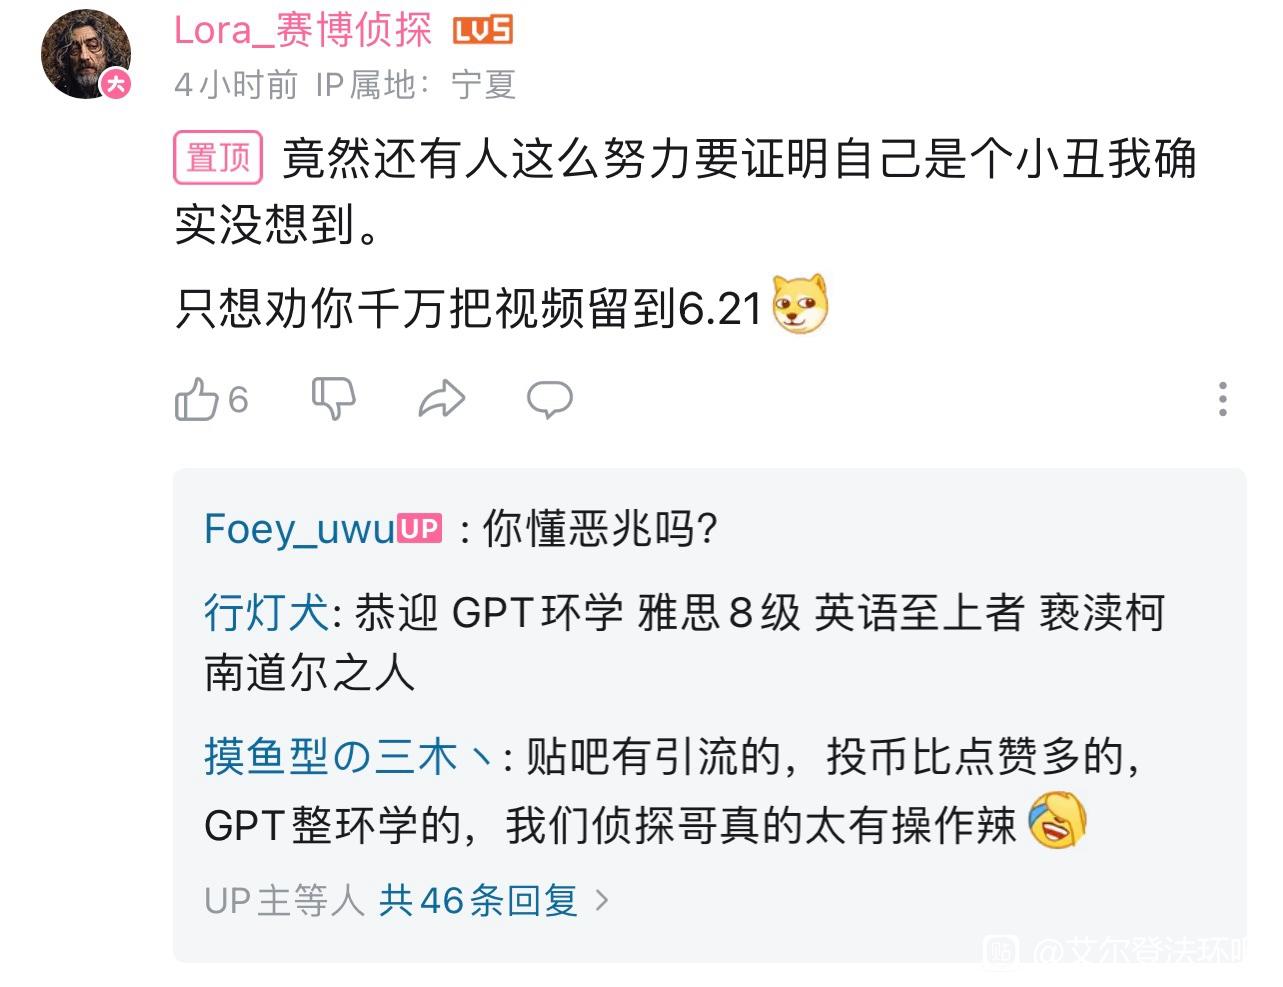 Lora_赛博侦探 LV5
4小时前 IP属地：宁夏
置顶 竟然还有人这么努力要证明自己是个小丑我确
实没想到。
只想劝你千万把视频留到6.21
6
Foey_uwu UP : 你懂恶兆吗？
行灯犬: 恭迎 GPT环学 雅思8级 英语至上者 亵渎柯
南道尔之人
摸鱼型の三木丶: 贴吧有引流的，投币比点赞多的，
GPT整环学的，我们侦探哥真的太有操作辣
UP主等人 共46条回复 >
贴 @艾尔登法环吧